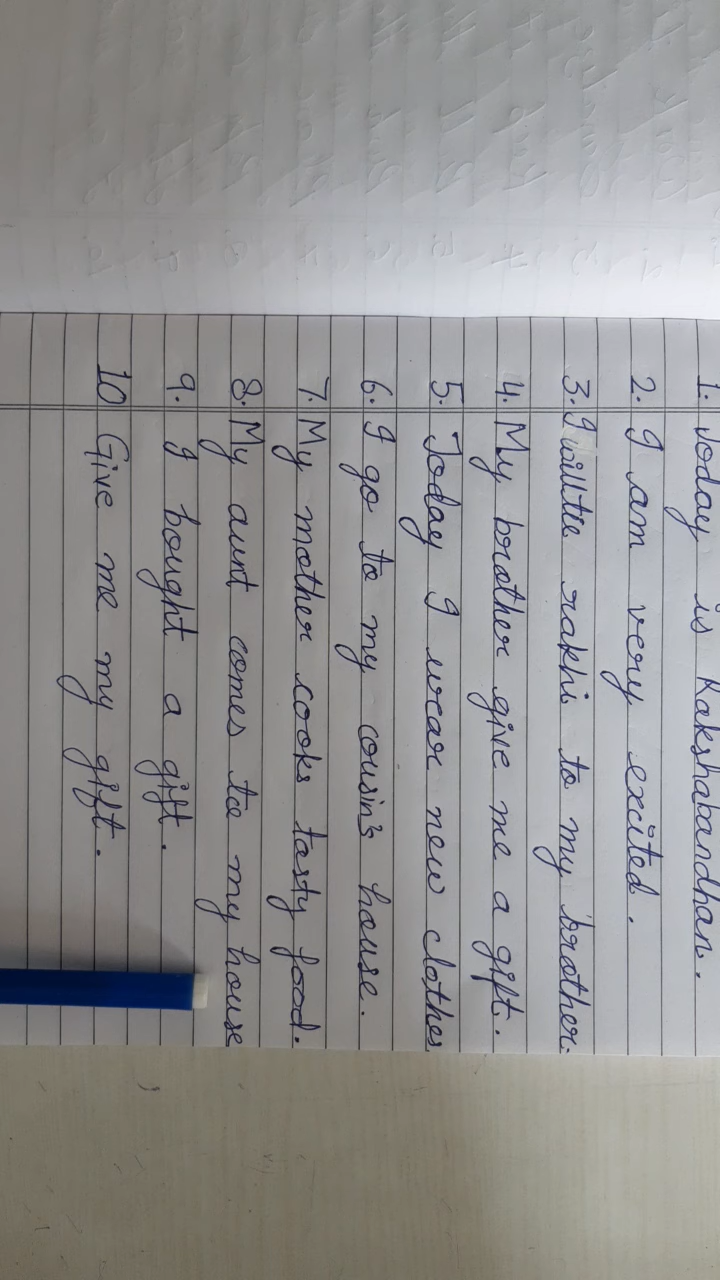 1. Today is Rakshabandhan.
2. I am very excited.
3. I will tie rakhi to my brother.
4. My brother give me a gift.
5. Today I wear new clothes
6. I go to my cousin's house.
7. My mother cooks tasty food.
8. My aunt comes to my house
9. I bought a gift.
10 Give me my gift.